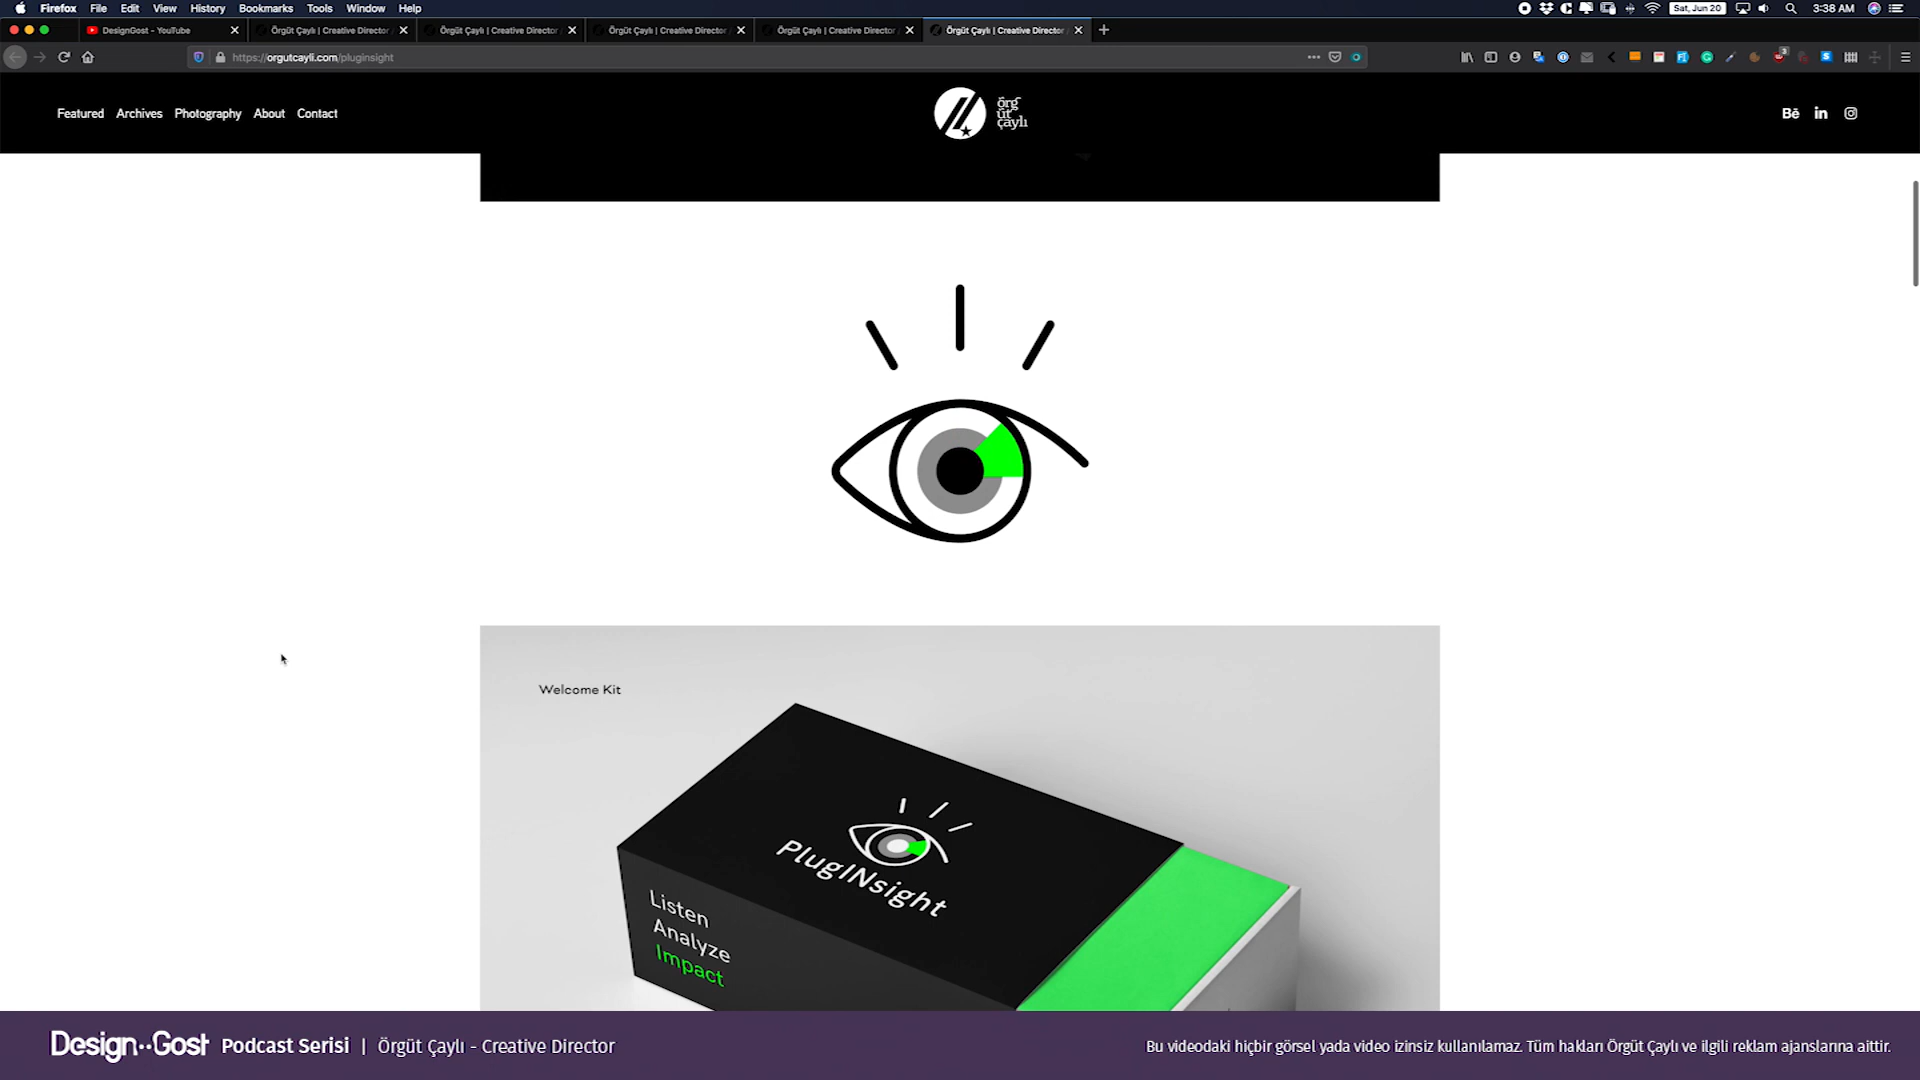 Firefox File Edit View History Bookmarks Tools Window Help
Sat, Jun 20
3:38 AM
DesignGost - YouTube
Örgüt Çaylı | Creative Director
Örgüt Çaylı | Creative Director
Örgüt Çaylı | Creative Director
Örgüt Çaylı | Creative Director
Örgüt Çaylı | Creative Director
https://orgutcayli.com/pluginsight
3
Featured Archives Photography About Contact
örg
üt
çaylı
Bē in
Welcome Kit
PlugINsight
Listen
Analyze
Impact
Design··Gost Podcast Serisi | Örgüt Çaylı - Creative Director
Bu videodaki hiçbir görsel yada video izinsiz kullanılamaz. Tüm hakları Örgüt Çaylı ve ilgili reklam ajanslarına aittir.